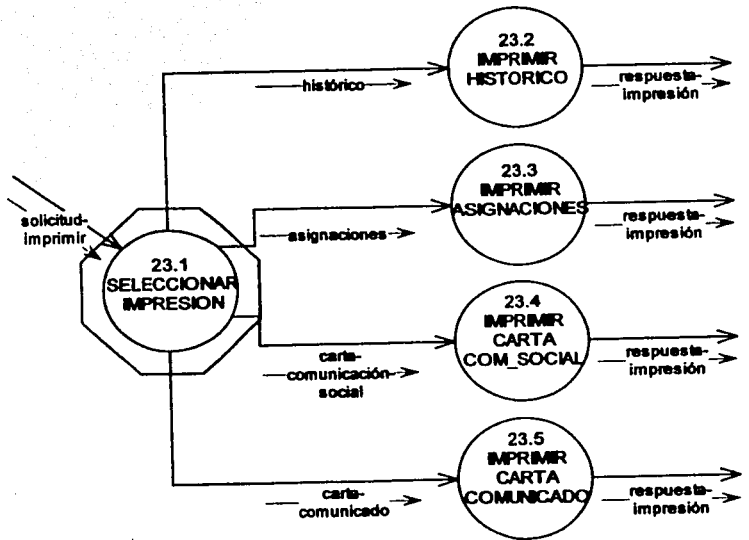 23.2
IMPRIMIR
HISTORICO
histórico
respuesta-
impresión
23.3
IMPRIMIR
ASIGNACIONES
asignaciones
respuesta-
impresión
solicitud-
imprimir
23.1
SELECCIONAR
IMPRESION
23.4
IMPRIMIR
CARTA
COM_SOCIAL
carta-
comunicación-
social
respuesta-
impresión
23.5
IMPRIMIR
CARTA
COMUNICADO
carta-
comunicado
respuesta-
impresión